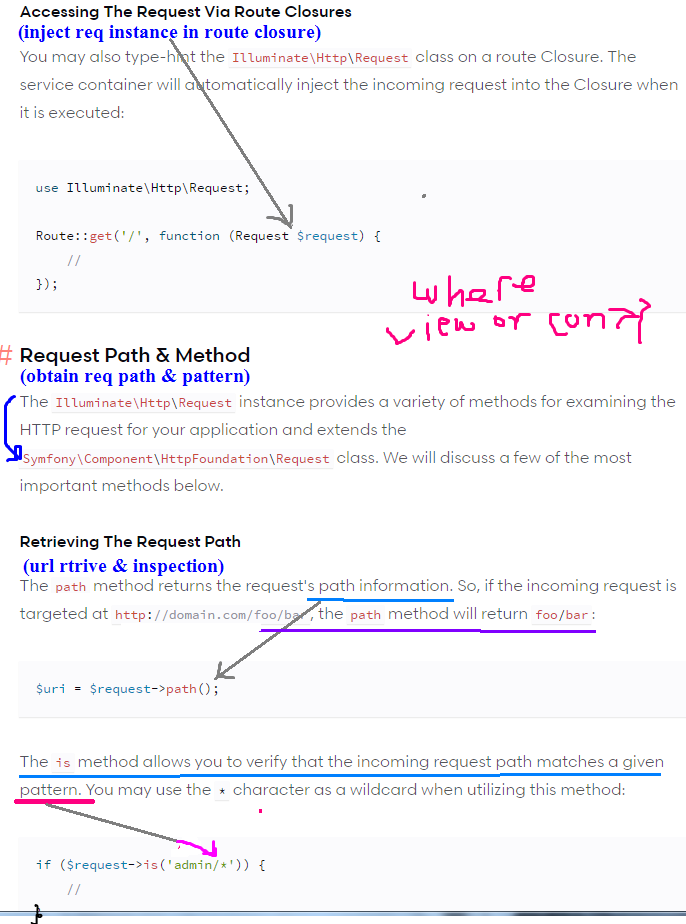 Accessing The Request Via Route Closures
(inject req instance in route closure)
You may also type-hint the Illuminate\Http\Request class on a route Closure. The
service container will automatically inject the incoming request into the Closure when
it is executed:
use Illuminate\Http\Request;
Route::get('/', function (Request $request) {
//
});
where
view or
# Request Path & Method
(obtain req path & pattern)
The Illuminate\Http\Request instance provides a variety of methods for examining the
HTTP request for your application and extends the
Symfony\Component\HttpFoundation\Request class. We will discuss a few of the most
important methods below.
Retrieving The Request Path
(url rtrive & inspection)
The path method returns the request's path information. So, if the incoming request is
targeted at http://domain.com/foo/bar, the path method will return foo/bar:
$uri = $request->path();
The is method allows you to verify that the incoming request path matches a given
pattern. You may use the * character as a wildcard when utilizing this method:
if ($request->is('admin/*')) {
//
}